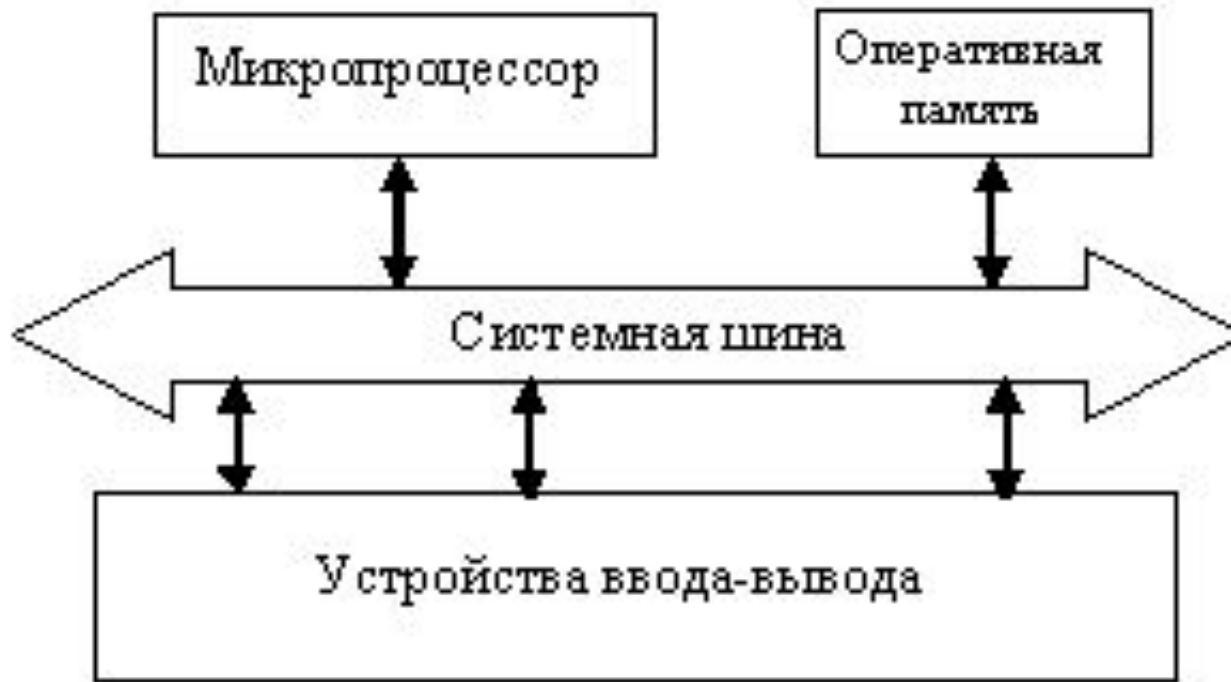 Микропроцессор
Оперативная
память
Системная шина
Устройства ввода-вывода